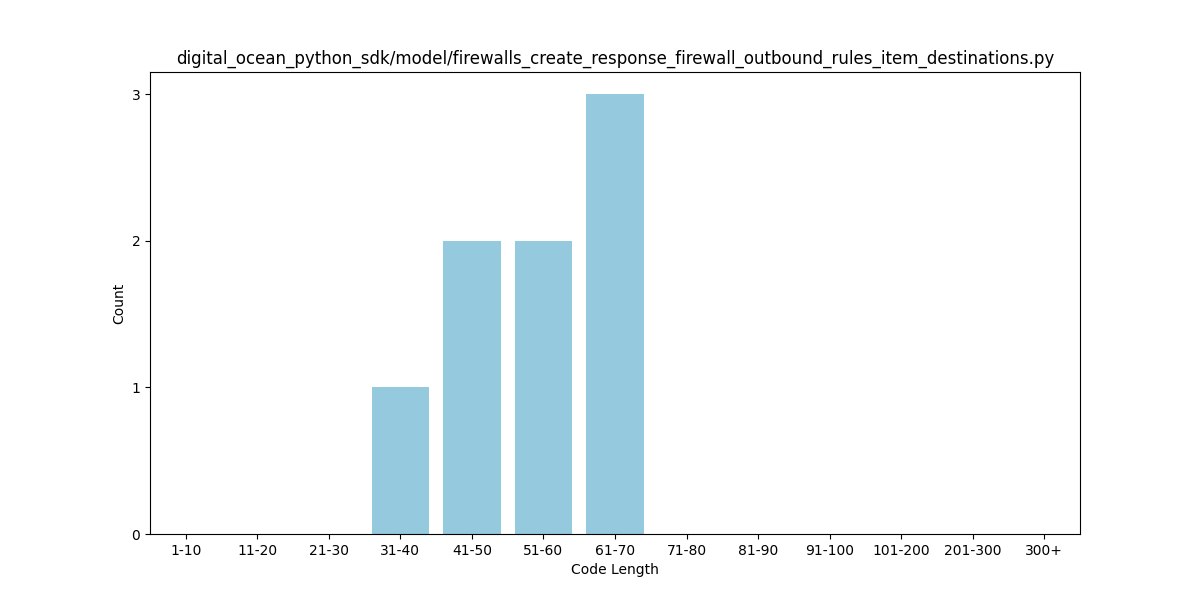 digital_ocean_python_sdk/model/firewalls_create_response_firewall_outbound_rules_item_destinations.py
3
2
1
0
Count
1-10 11-20 21-30 31-40 41-50 51-60 61-70 71-80 81-90 91-100 101-200 201-300 300+
Code Length